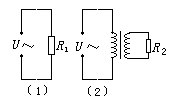 U～ R₁ U～ R₂
(1) (2)